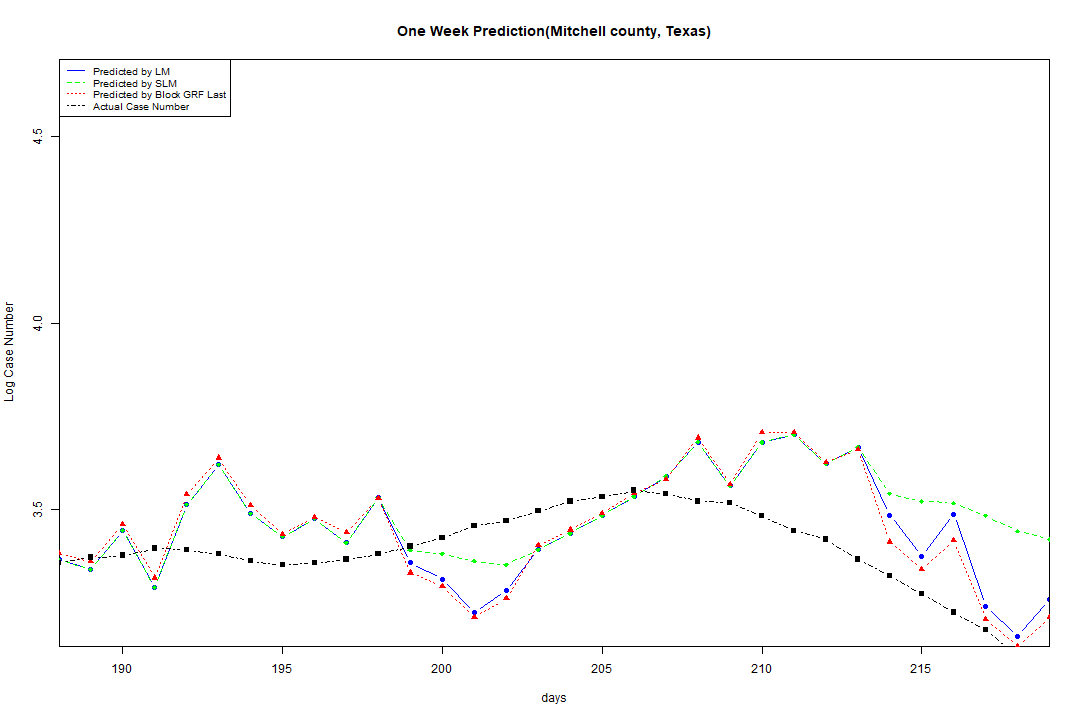 One Week Prediction(Mitchell county, Texas)
Predicted by LM
Predicted by SLM
Predicted by Block GRF Last
Actual Case Number
4.5
4.0
3.5
Log Case Number
190 195 200 205 210 215
days